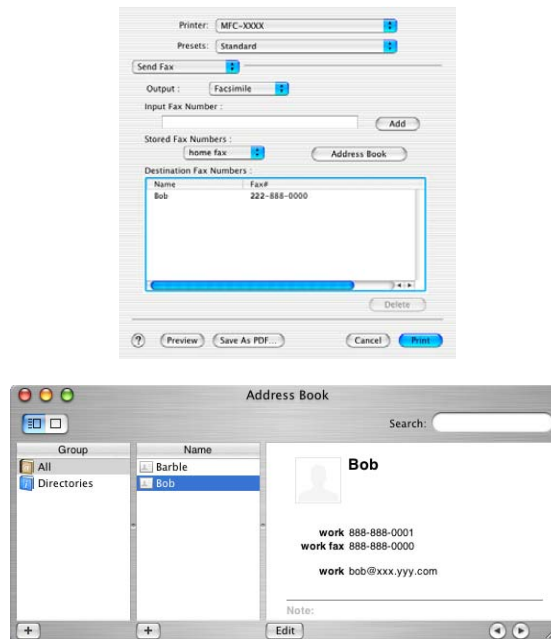 Printer: MFC-XXXX
Presets: Standard
Send Fax
Output : Facsimile
Input Fax Number :
Add
Stored Fax Numbers :
home fax Address Book
Destination Fax Numbers :
Name Fax#
Bob 222-888-0000
Delete
? Preview Save As PDF... Cancel Print
Address Book
Search:
Group Name
All Barble Bob
Directories Bob
work 888-888-0001
work fax 888-888-0000
work bob@xxx.yyy.com
Note:
+ + Edit